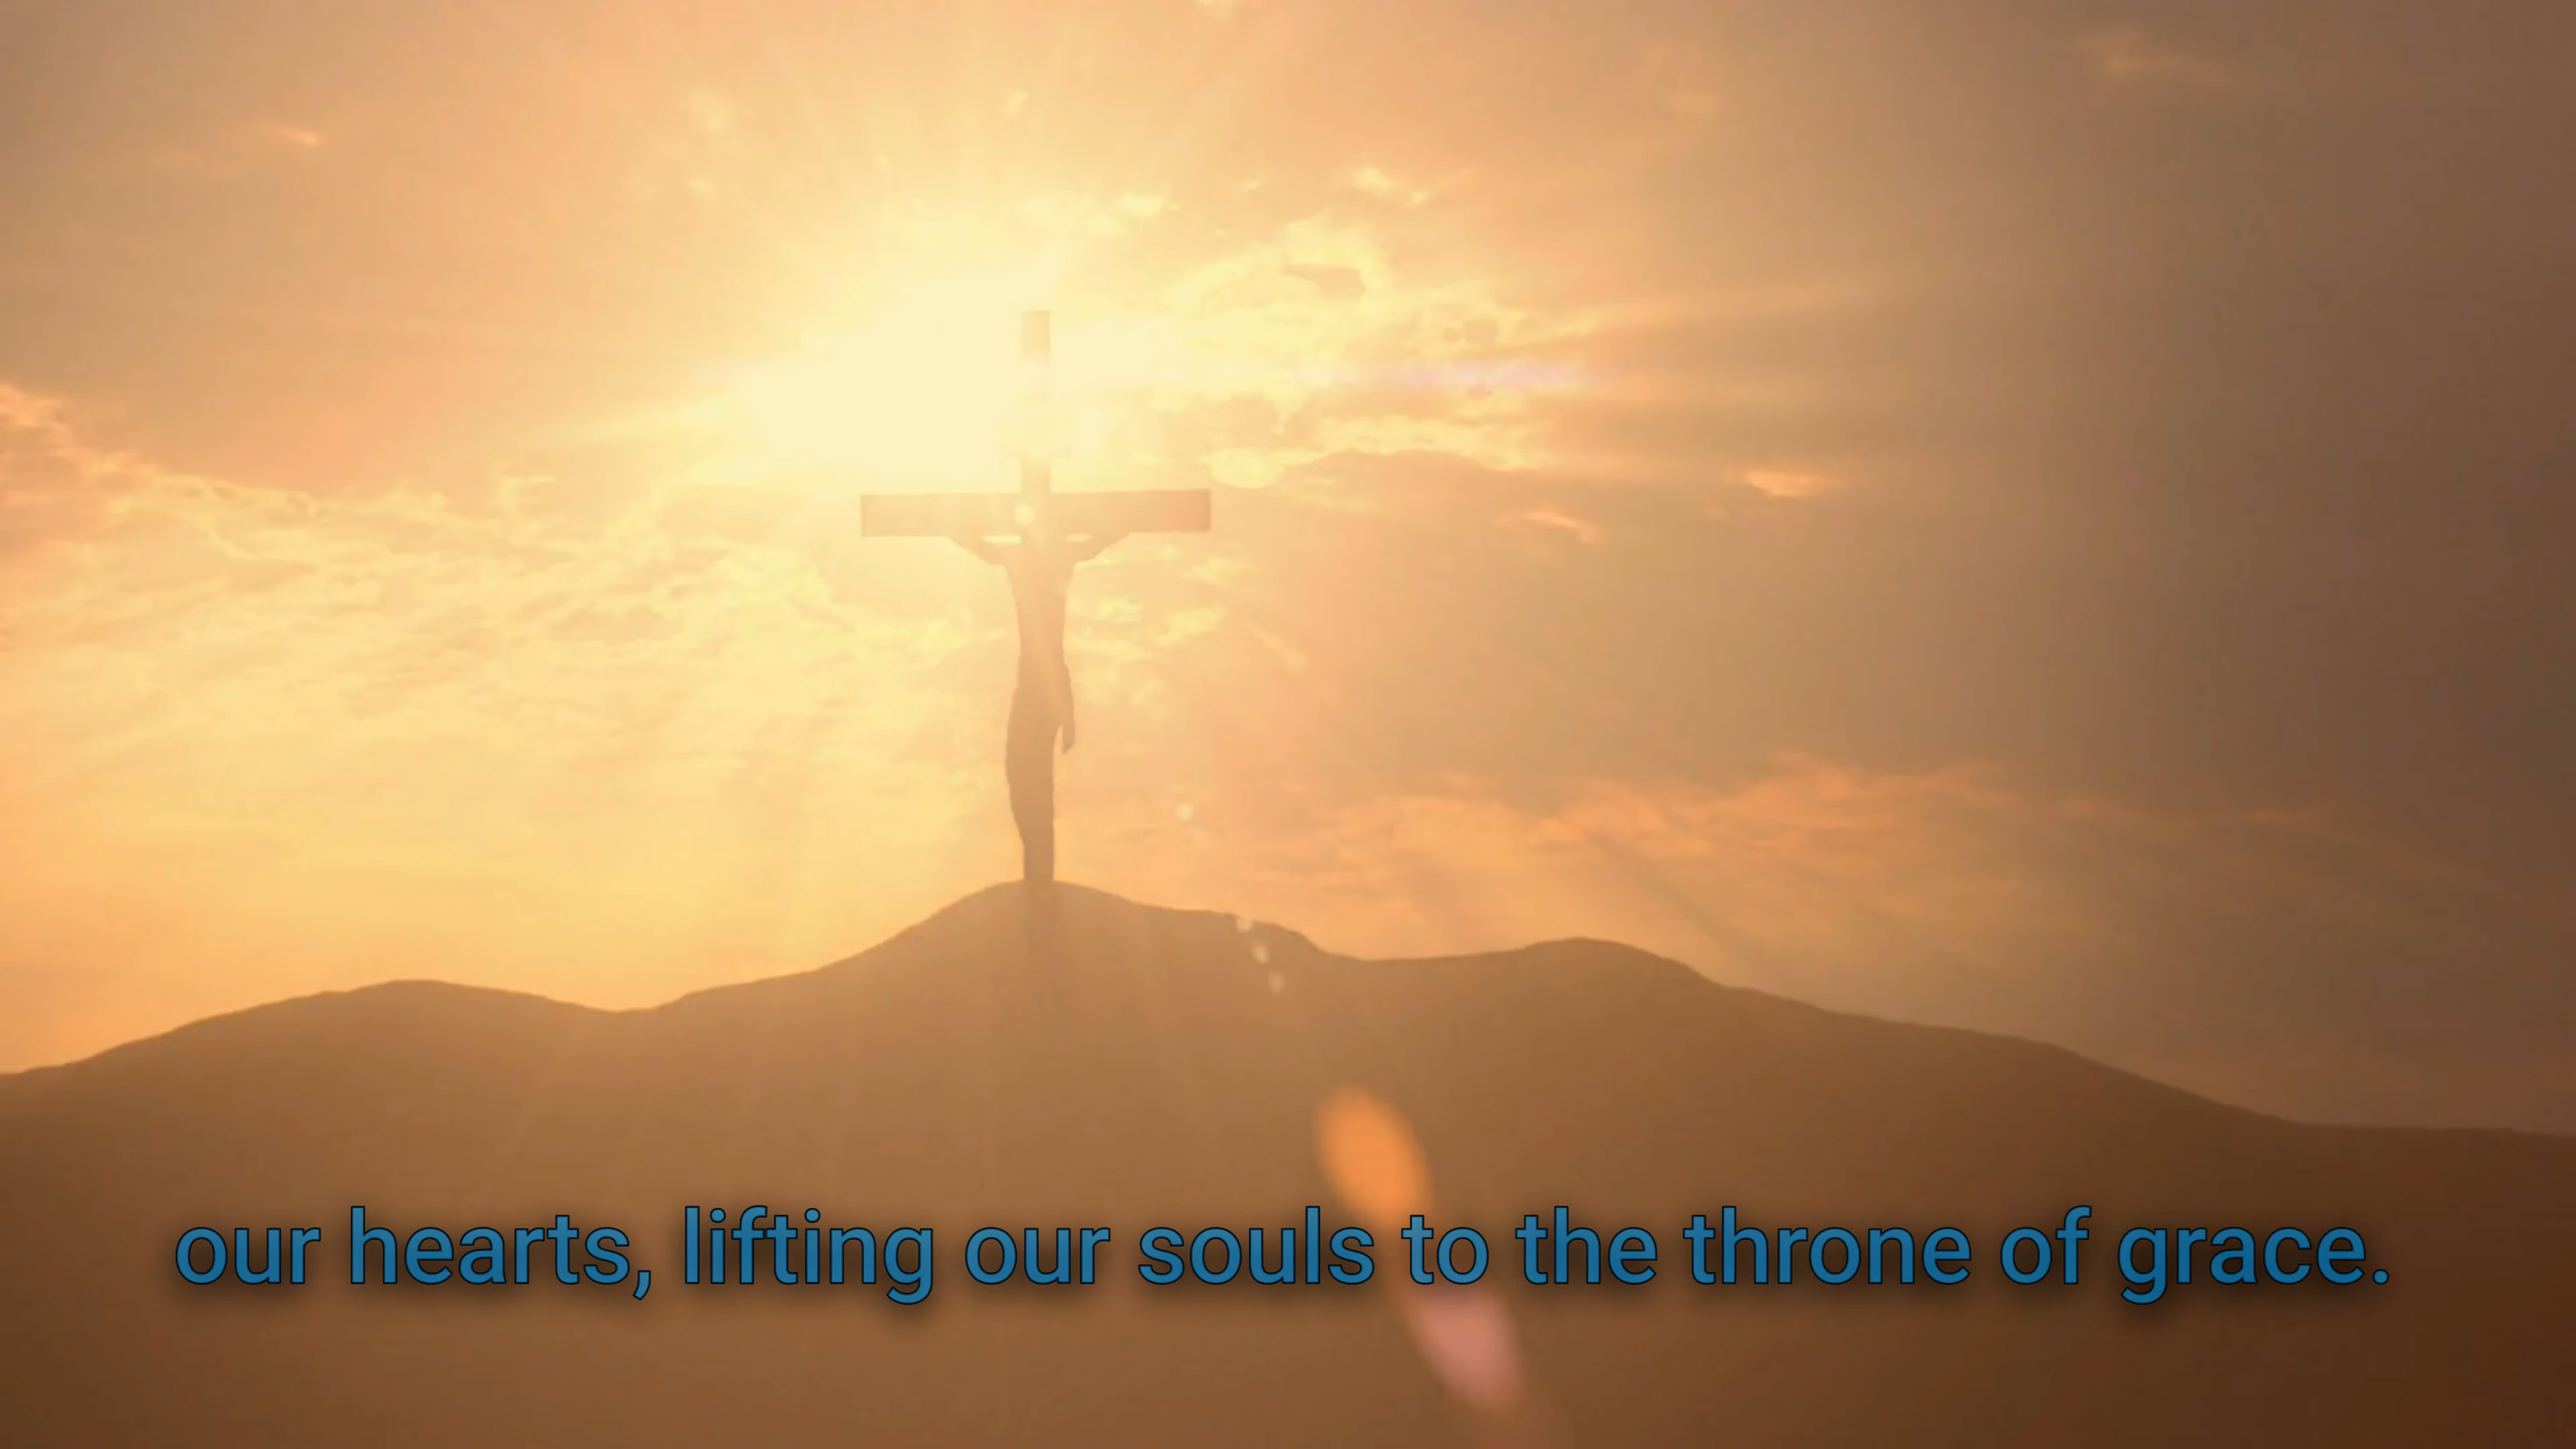 our hearts, lifting our souls to the throne of grace.